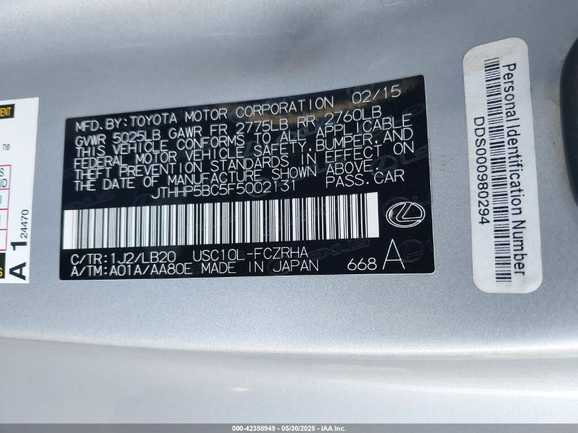 MFD. BY: TOYOTA MOTOR CORPORATION 02/15
GVWR 5025LB GAWR FR 2775LB RR 2760LB
THIS VEHICLE CONFORMS TO ALL APPLICABLE
FEDERAL MOTOR VEHICLE SAFETY, BUMPER, AND
THEFT PREVENTION STANDARDS IN EFFECT ON
THE DATE OF MANUFACTURE SHOWN ABOVE.
JTHHP5BC5F5002131 PASS. CAR
C/TR: 1J2/LB20 USC10L-FCZRHA
A/TM: A01A/AA80E MADE IN JAPAN 668 A
Personal Identification Number
DDS000980294
A 1 24470
000-42358949 - 05/30/2025 - IAA Inc.